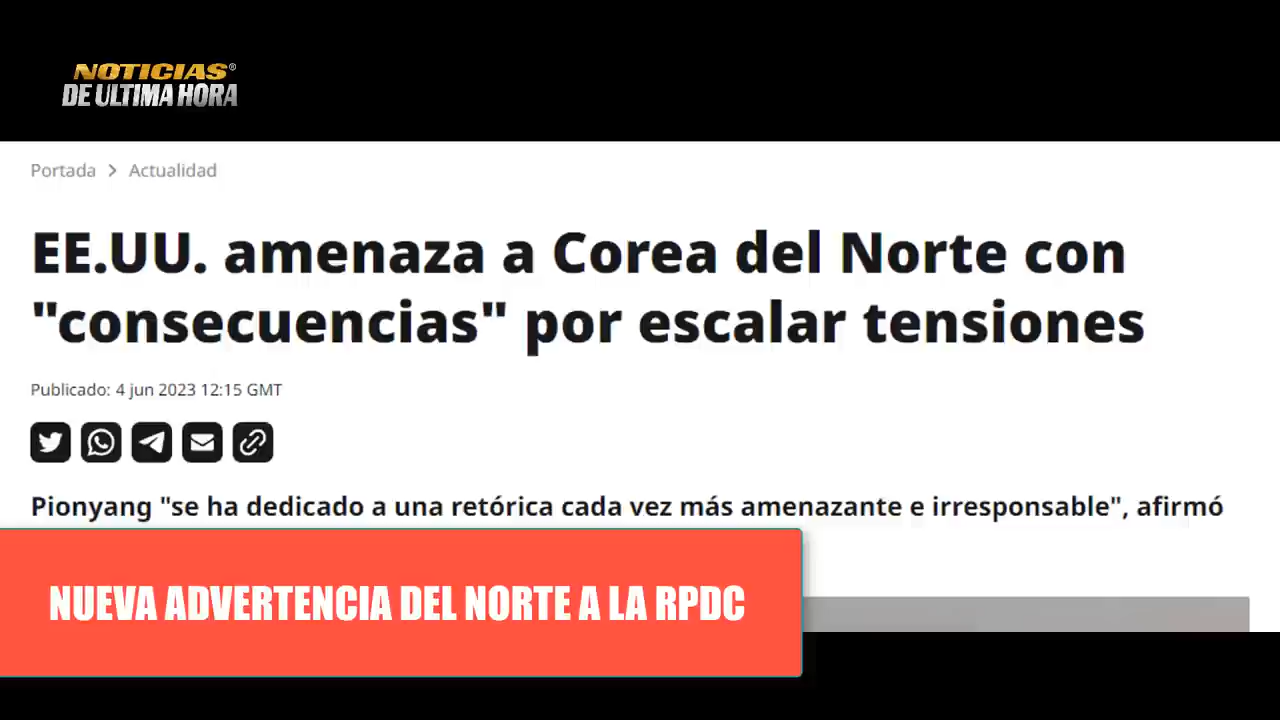 NOTICIAS®
DE ULTIMA HORA
Portada > Actualidad
EE.UU. amenaza a Corea del Norte con
"consecuencias" por escalar tensiones
Publicado: 4 jun 2023 12:15 GMT
Pionyang "se ha dedicado a una retórica cada vez más amenazante e irresponsable", afirmó
NUEVA ADVERTENCIA DEL NORTE A LA RPDC